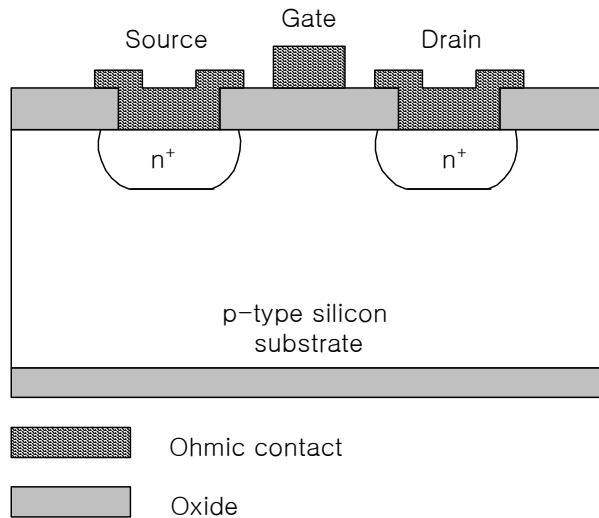 Gate
Source
Drain
n+
n+
p-type silicon
substrate
Ohmic contact
Oxide